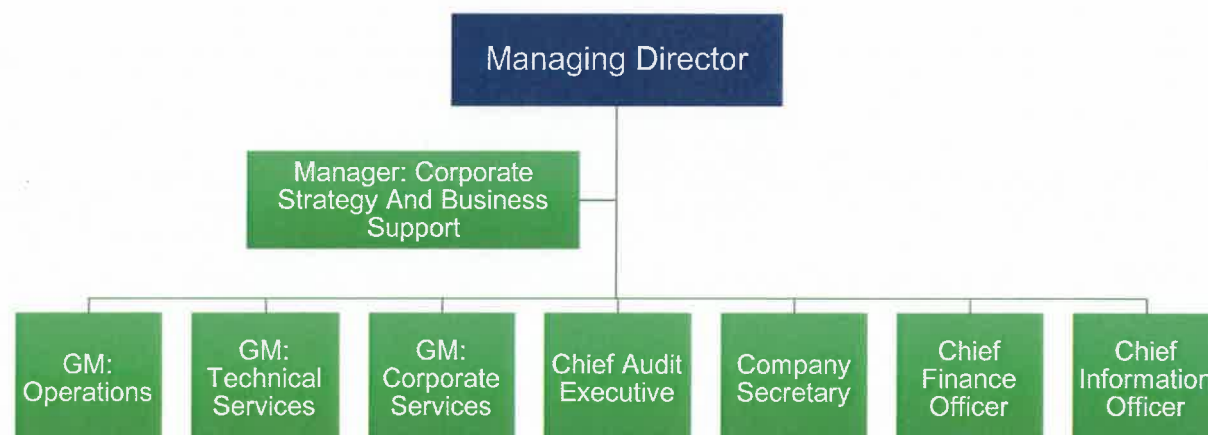 Managing Director
Manager: Corporate
Strategy And Business
Support
GM:
Operations
GM:
Technical
Services
GM:
Corporate
Services
Chief Audit
Executive
Company
Secretary
Chief
Finance
Officer
Chief
Information
Officer